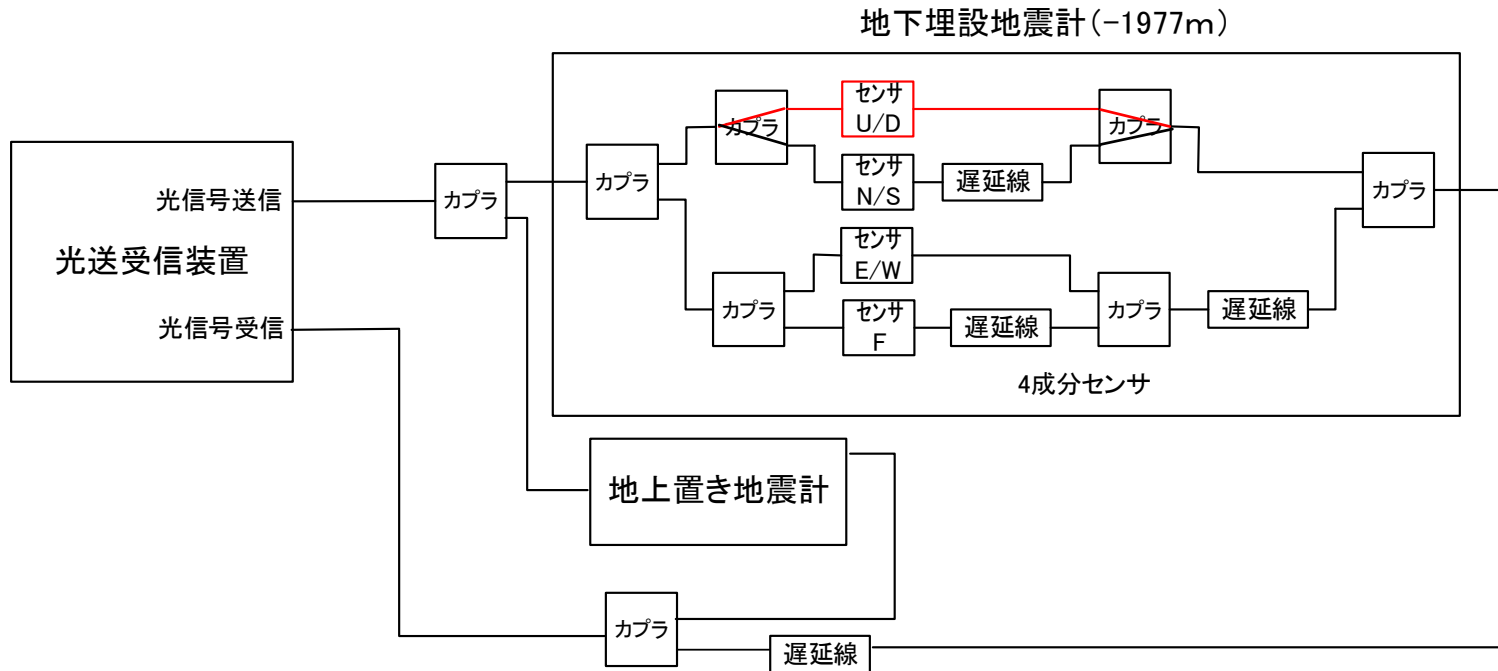 地下埋設地震計(-1977m)
センサ
U/D
カプラ
カプラ
光信号送信
カプラ
カプラ
センサ
N/S
遅延線
カプラ
光送受信装置
センサ
E/W
カプラ
カプラ
遅延線
光信号受信
センサ
F
遅延線
4成分センサ
地上置き地震計
カプラ
遅延線